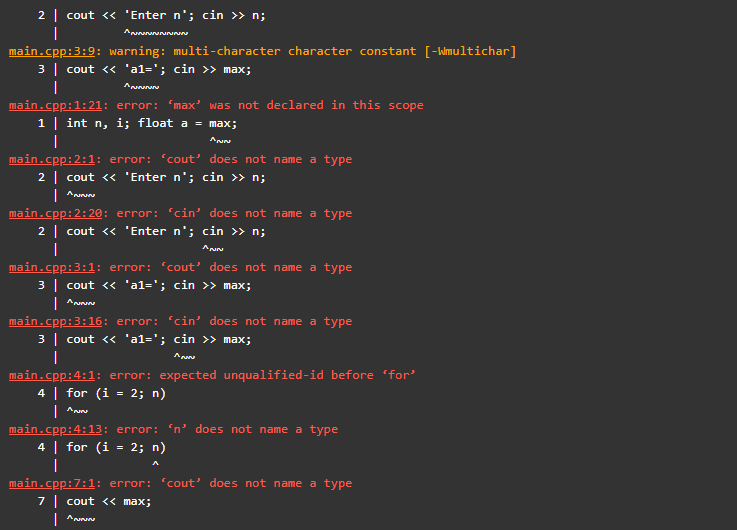 2 | cout << 'Enter n'; cin >> n;
| ^~~~~~~~~
main.cpp:3:9: warning: multi-character character constant [-Wmultichar]
3 | cout << 'a1='; cin >> max;
| ^~~~~
main.cpp:1:21: error: ‘max’ was not declared in this scope
1 | int n, i; float a = max;
| ^~~
main.cpp:2:1: error: ‘cout’ does not name a type
2 | cout << 'Enter n'; cin >> n;
| ^~~~
main.cpp:2:20: error: ‘cin’ does not name a type
2 | cout << 'Enter n'; cin >> n;
| ^~~
main.cpp:3:1: error: ‘cout’ does not name a type
3 | cout << 'a1='; cin >> max;
| ^~~~
main.cpp:3:16: error: ‘cin’ does not name a type
3 | cout << 'a1='; cin >> max;
| ^~~
main.cpp:4:1: error: expected unqualified-id before ‘for’
4 | for (i = 2; n)
| ^~~
main.cpp:4:13: error: ‘n’ does not name a type
4 | for (i = 2; n)
| ^
main.cpp:7:1: error: ‘cout’ does not name a type
7 | cout << max;
| ^~~~